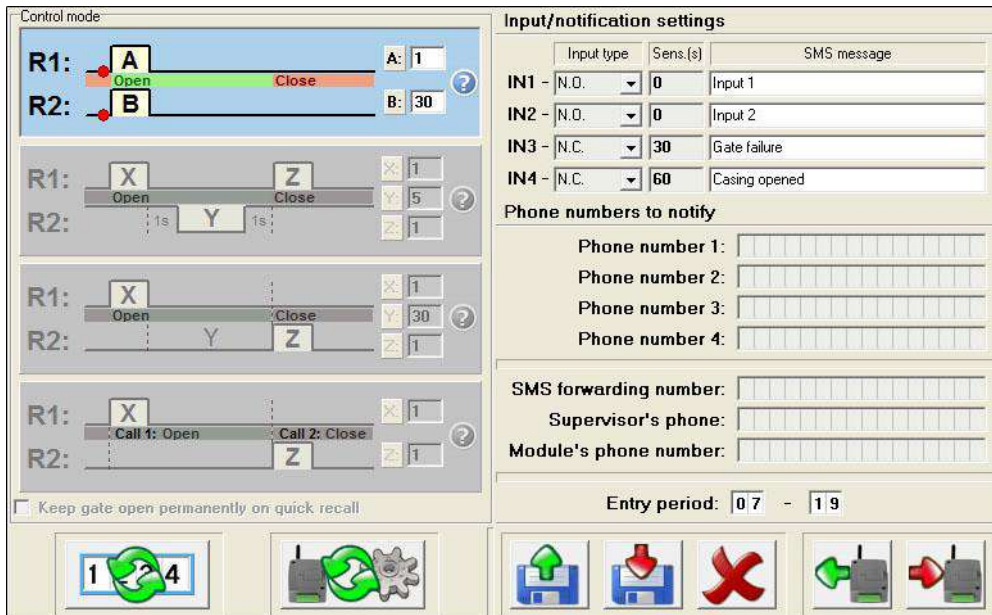 Control mode
R1: A A: 1
Open Close
R2: B B: 30
R1: X Z X: 1
Open Close Y: 5
R2: 1s Y 1s Z: 1
R1: X X: 1
Open Close Y: 30
R2: Y Z Z: 1
R1: X X: 1
Call 1: Open Call 2: Close
R2: Z Z: 1
Keep gate open permanently on quick recall
Input/notification settings
Input type Sens.(s) SMS message
IN1 - N.O. 0 Input 1
IN2 - N.O. 0 Input 2
IN3 - N.C. 30 Gate failure
IN4 - N.C. 60 Casing opened
Phone numbers to notify
Phone number 1:
Phone number 2:
Phone number 3:
Phone number 4:
SMS forwarding number:
Supervisor's phone:
Module's phone number:
Entry period: 07 - 19
1 4